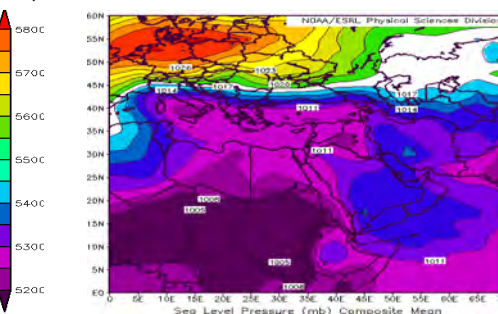 5800
5700
5600
5500
5400
5300
5200
NOAA/ESRL Physical Sciences Division
60N
55N
50N
45N
40N
35N
30N
25N
20N
15N
10N
5N
EQ
1026
1023
1020
1017
1014
1017
1014
1011
1011
1008
1005
1005
1008
1011
0 5E 10E 15E 20E 25E 30E 35E 40E 45E 50E 55E 60E 65E
Sea Level Pressure (mb) Composite Mean